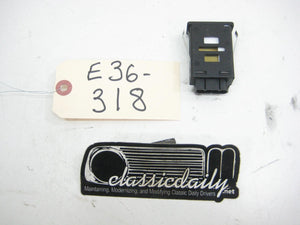 E36-
318
classicdaily.net
Maintaining, Modernizing, and Modifying Classic Daily Drivers